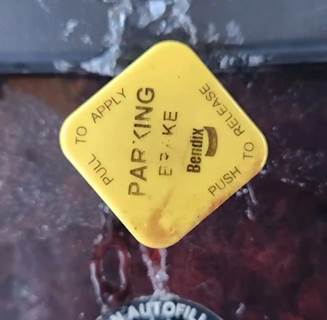 PULL TO APPLY
PARKING
BRAKE
Bendix
PUSH TO RELEASE
AUTOFILL